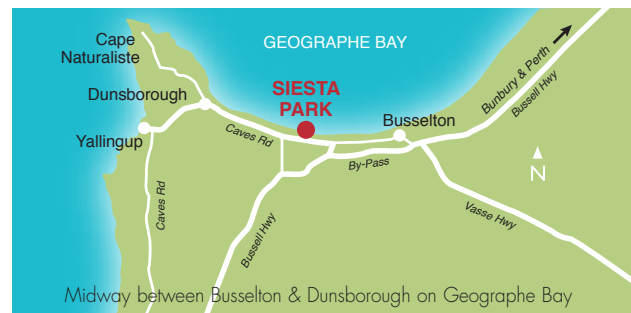 Cape
Naturaliste
GEOGRAPHE BAY
Bunbury & Perth
Bussell Hwy
Dunsborough
SIESTA
PARK
Busselton
Yallingup
Caves Rd
By-Pass
N
Caves Rd
Bussell Hwy
Vasse Hwy
Midway between Busselton & Dunsborough on Geographe Bay